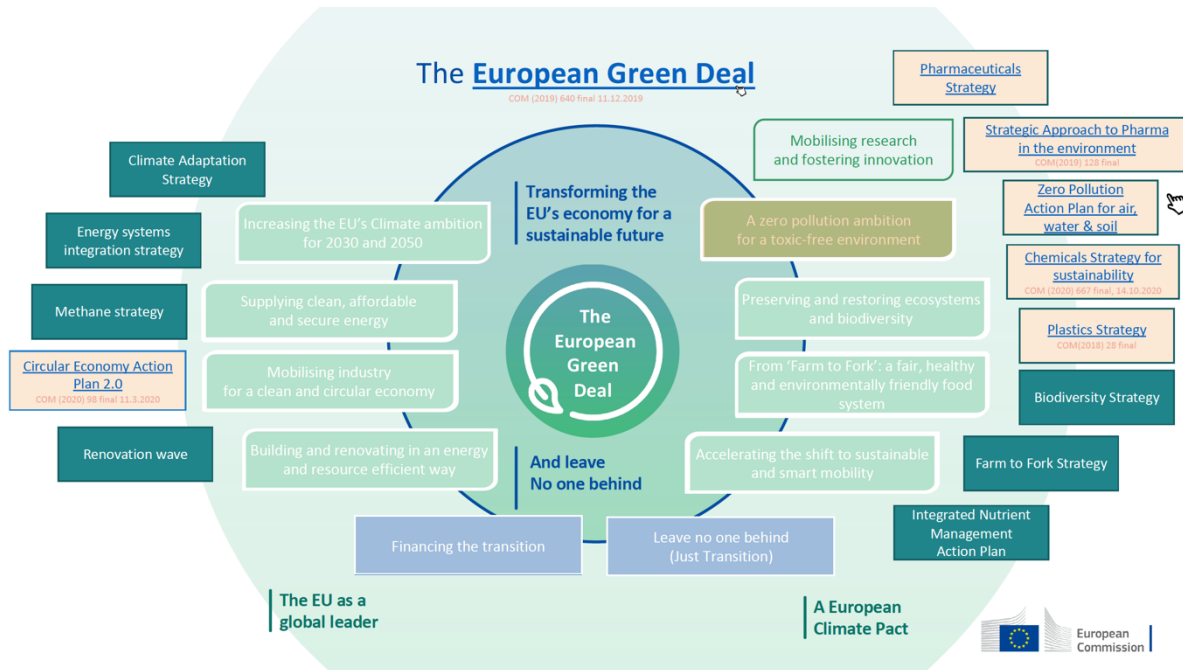 The European Green Deal
COM (2019) 640 final 11.12.2019
Pharmaceuticals
Strategy
Mobilising research
and fostering innovation
Strategic Approach to Pharma
in the environment
COM(2019) 128 final
Climate Adaptation
Strategy
Transforming the
EU's economy for a
sustainable future
Zero Pollution
Action Plan for air,
water & soil
Increasing the EU's Climate ambition
for 2030 and 2050
A zero pollution ambition
for a toxic-free environment
Energy systems
integration strategy
Chemicals Strategy for
sustainability
COM (2020) 667 final, 14.10.2020
Methane strategy
Supplying clean, affordable
and secure energy
Preserving and restoring ecosystems
and biodiversity
The
European
Green
Deal
Plastics Strategy
COM(2018) 28 final
Circular Economy Action
Plan 2.0
COM (2020) 98 final 11.3.2020
Mobilising industry
for a clean and circular economy
From 'Farm to Fork': a fair, healthy
and environmentally friendly food
system
Biodiversity Strategy
Renovation wave
Building and renovating in an energy
and resource efficient way
And leave
No one behind
Accelerating the shift to sustainable
and smart mobility
Farm to Fork Strategy
Financing the transition
Leave no one behind
(Just Transition)
Integrated Nutrient
Management
Action Plan
The EU as a
global leader
A European
Climate Pact
European
Commission